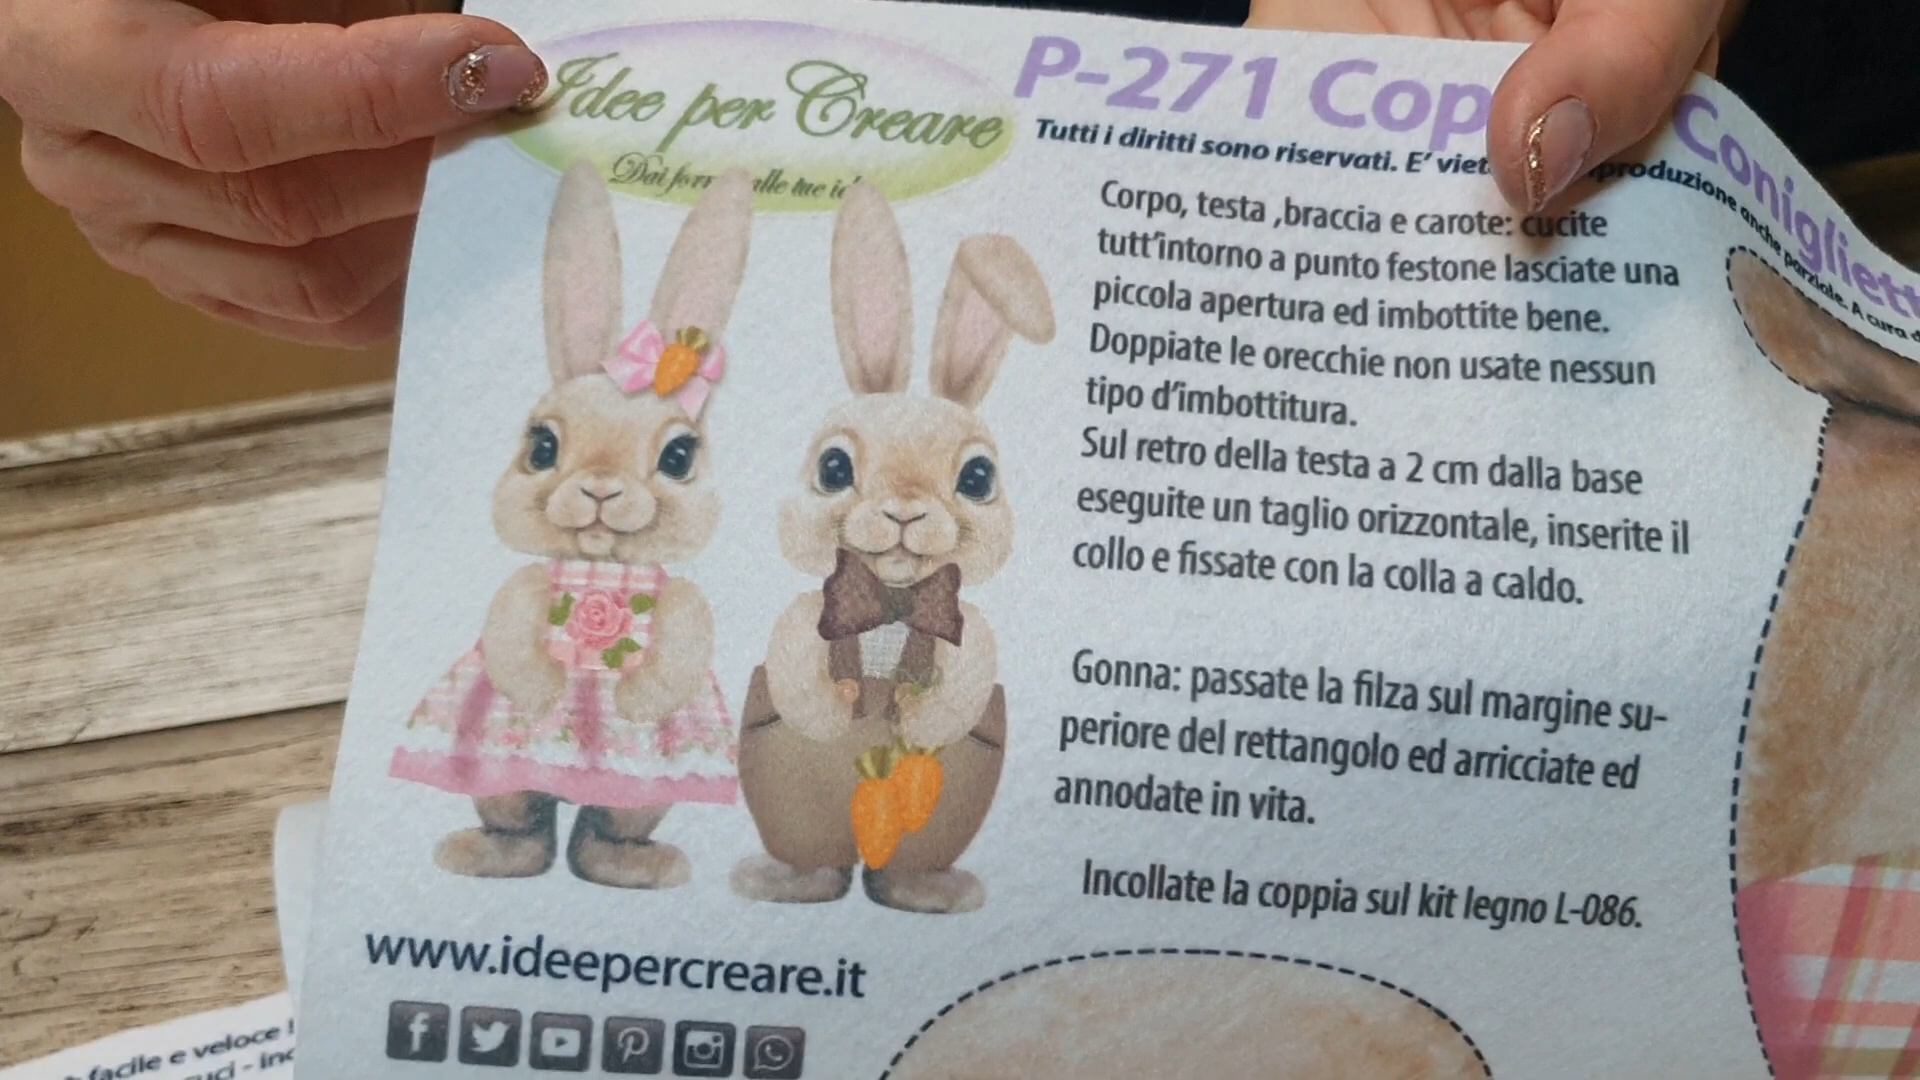 Idee per Creare
P-271 Cop Coniglietti
Tutti i diritti sono riservati. E' viet produzione anche parziale. A cura d
Corpo, testa ,braccia e carote: cucite
tutt'intorno a punto festone lasciate una
piccola apertura ed imbottite bene.
Doppiate le orecchie non usate nessun
tipo d'imbottitura.
Sul retro della testa a 2 cm dalla base
eseguite un taglio orizzontale, inserite il
collo e fissate con la colla a caldo.
Gonna: passate la filza sul margine su-
periore del rettangolo ed arricciate ed
annodate in vita.
Incollate la coppia sul kit legno L-086.
www.ideepercreare.it
facile e veloce !